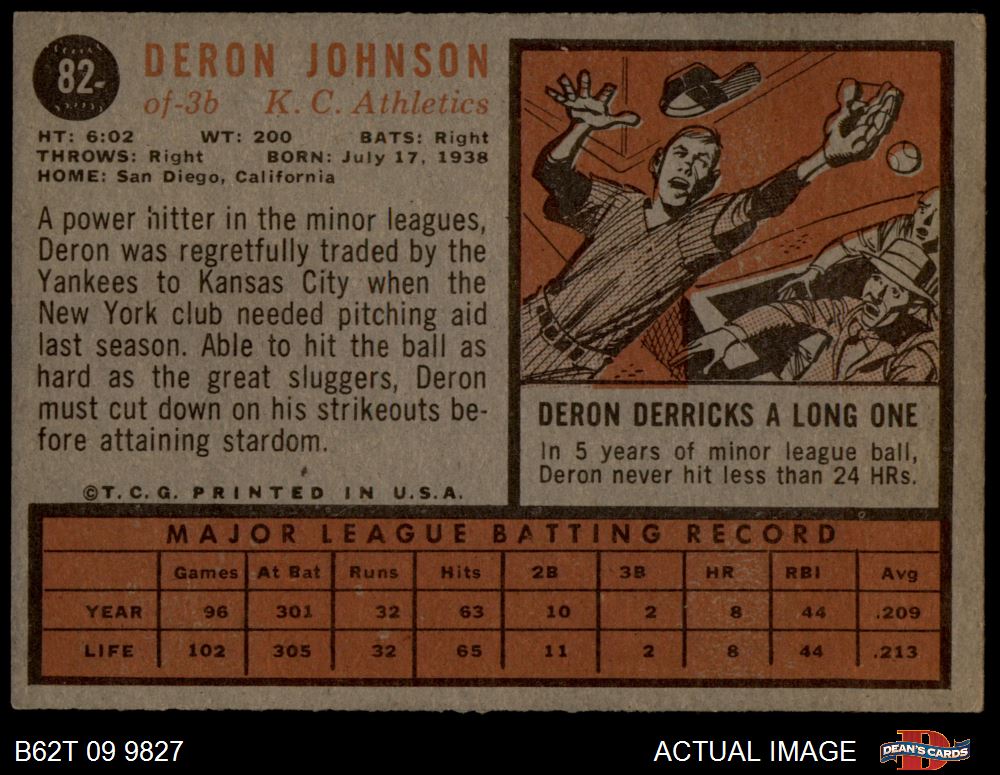 82-
DERON JOHNSON
of-3b K. C. Athletics
HT: 6:02 WT: 200 BATS: Right
THROWS: Right BORN: July 17, 1938
HOME: San Diego, California
A power hitter in the minor leagues,
Deron was regretfully traded by the
Yankees to Kansas City when the
New York club needed pitching aid
last season. Able to hit the ball as
hard as the great sluggers, Deron
must cut down on his strikeouts be-
fore attaining stardom.
©T.C.G. PRINTED IN U.S.A.
DERON DERRICKS A LONG ONE
In 5 years of minor league ball,
Deron never hit less than 24 HRs.
MAJOR LEAGUE BATTING RECORD
Games At Bat Runs Hits 2B 3B HR RBI Avg
YEAR 96 301 32 63 10 2 8 44 .209
LIFE 102 305 32 65 11 2 8 44 .213
B62T 09 9827 ACTUAL IMAGE DEAN'S CARDS